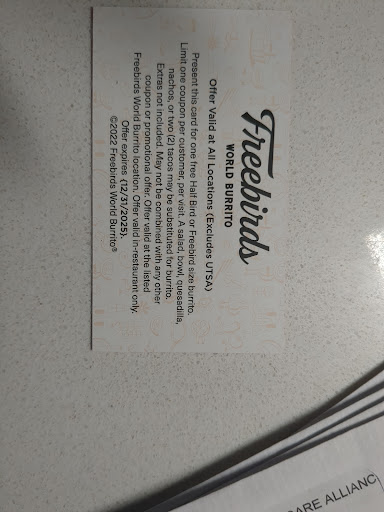 Freebirds
WORLD BURRITO
Offer Valid at All Locations (Excludes UTSA)
Present this card for one free Half Bird or Freebird size burrito.
Limit one coupon per customer, per visit. A salad, bowl, quesadilla,
nachos, or two (2) tacos may be substituted for burrito.
Extras not included. May not be combined with any other
coupon or promotional offer. Offer valid at the listed
Freebirds World Burrito location. Offer valid in-restaurant only.
Offer expires (12/31/2025).
©2022 Freebirds World Burrito®
CARE ALLIANC